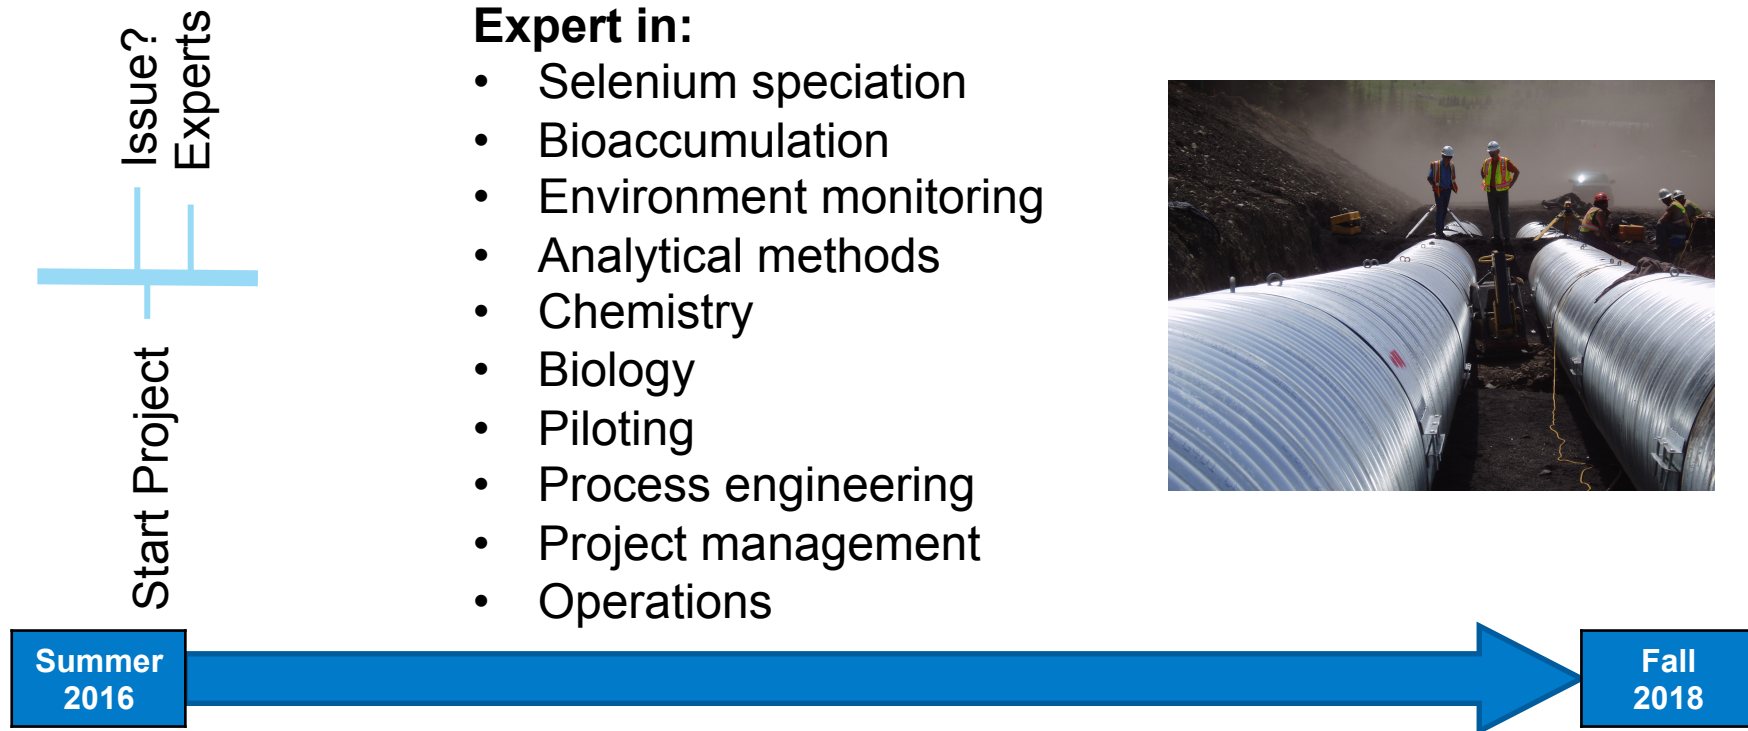 Issue?
Experts
Start Project
Expert in:
• Selenium speciation
• Bioaccumulation
• Environment monitoring
• Analytical methods
• Chemistry
• Biology
• Piloting
• Process engineering
• Project management
• Operations
Summer
2016
Fall
2018